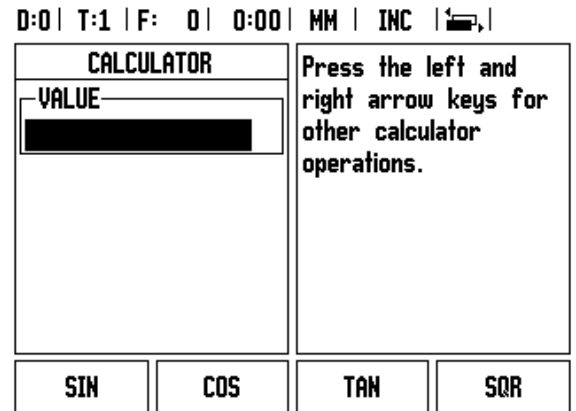 D:0 | T:1 | F: 0 | 0:00 | MM | INC |
CALCULATOR
VALUE
Press the left and
right arrow keys for
other calculator
operations.
SIN COS TAN SQR